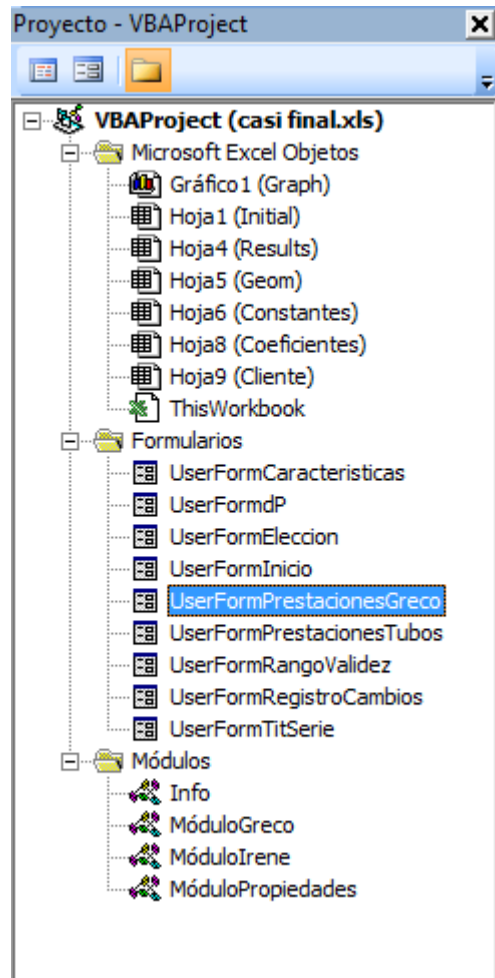 Proyecto - VBAProject
VBAProject (casi final.xls)
Microsoft Excel Objetos
Gráfico1 (Graph)
Hoja1 (Initial)
Hoja4 (Results)
Hoja5 (Geom)
Hoja6 (Constantes)
Hoja8 (Coeficientes)
Hoja9 (Cliente)
ThisWorkbook
Formularios
UserFormCaracteristicas
UserFormdP
UserFormEleccion
UserFormInicio
UserFormPrestacionesGreco
UserFormPrestacionesTubos
UserFormRangoValidez
UserFormRegistroCambios
UserFormTitSerie
Módulos
Info
MóduloGreco
MóduloIrene
MóduloPropiedades